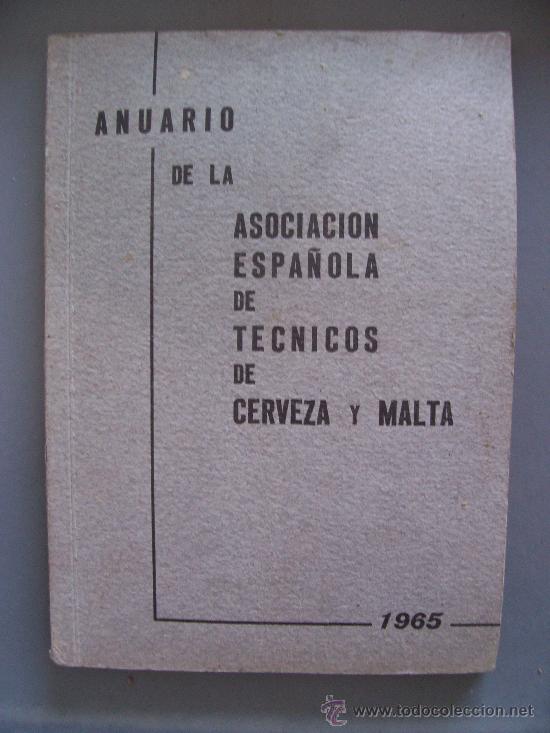 ANUARIO
DE LA
ASOCIACION
ESPAÑOLA
DE
TECNICOS
DE
CERVEZA Y MALTA
1965
www.todocoleccion.net